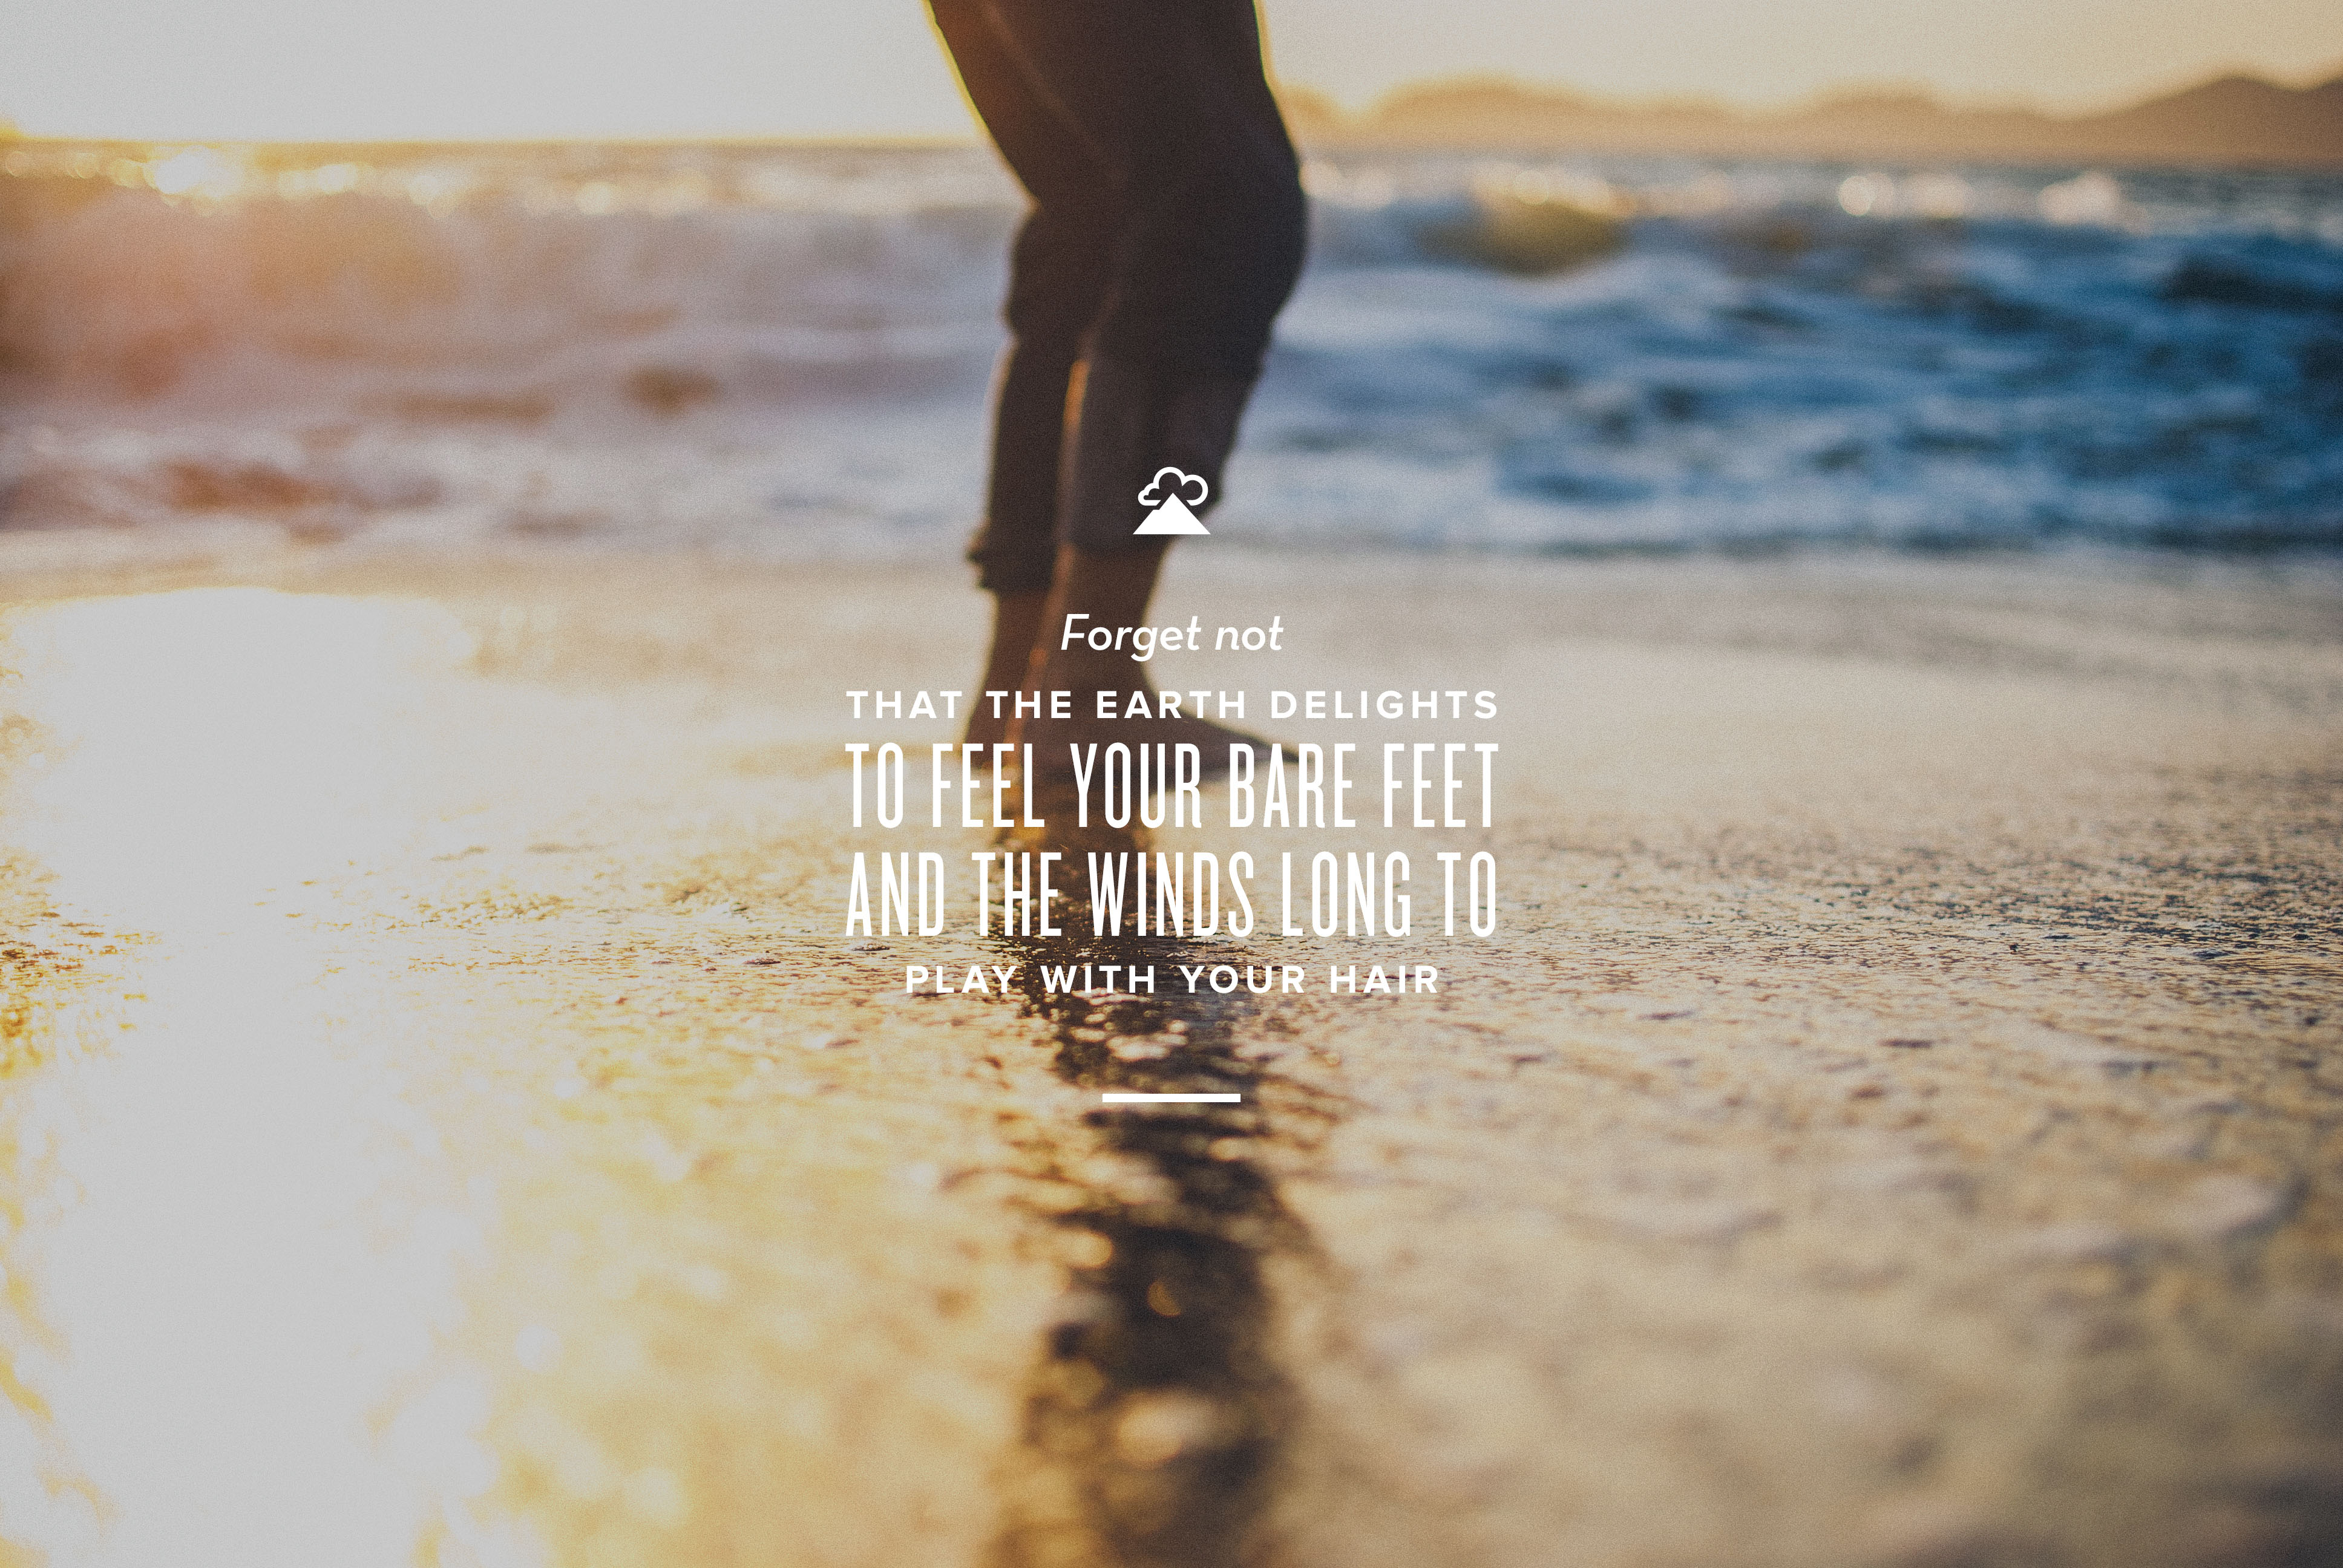 Forget not
THAT THE EARTH DELIGHTS
TO FEEL YOUR BARE FEET
AND THE WINDS LONG TO
PLAY WITH YOUR HAIR